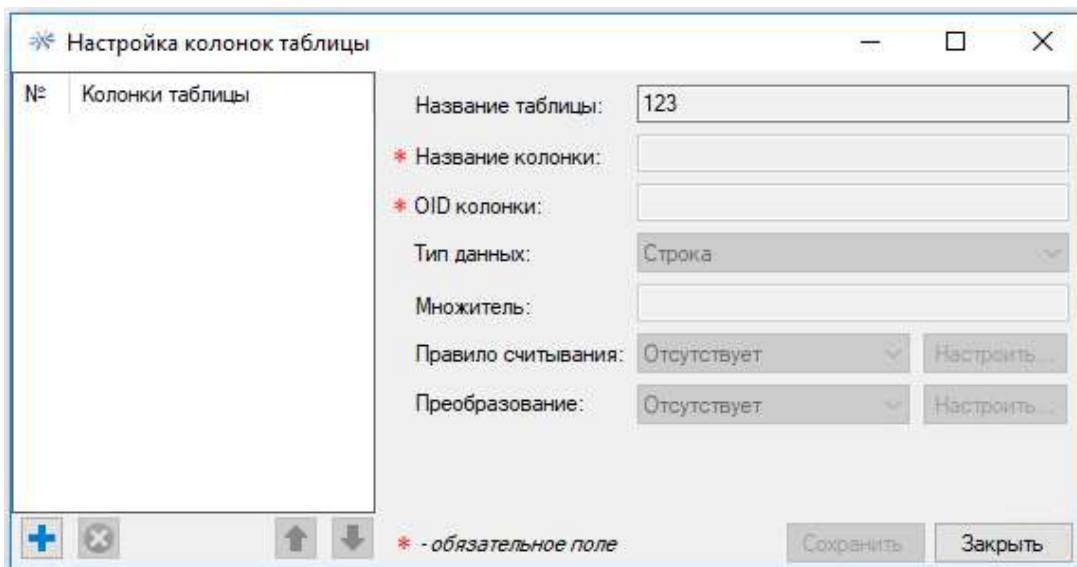 Настройка колонок таблицы
№ Колонки таблицы
Название таблицы: 123
* Название колонки:
* OID колонки:
Тип данных: Строка
Множитель:
Правило считывания: Отсутствует Настроить...
Преобразование: Отсутствует Настроить...
* - обязательное поле Сохранить Закрыть